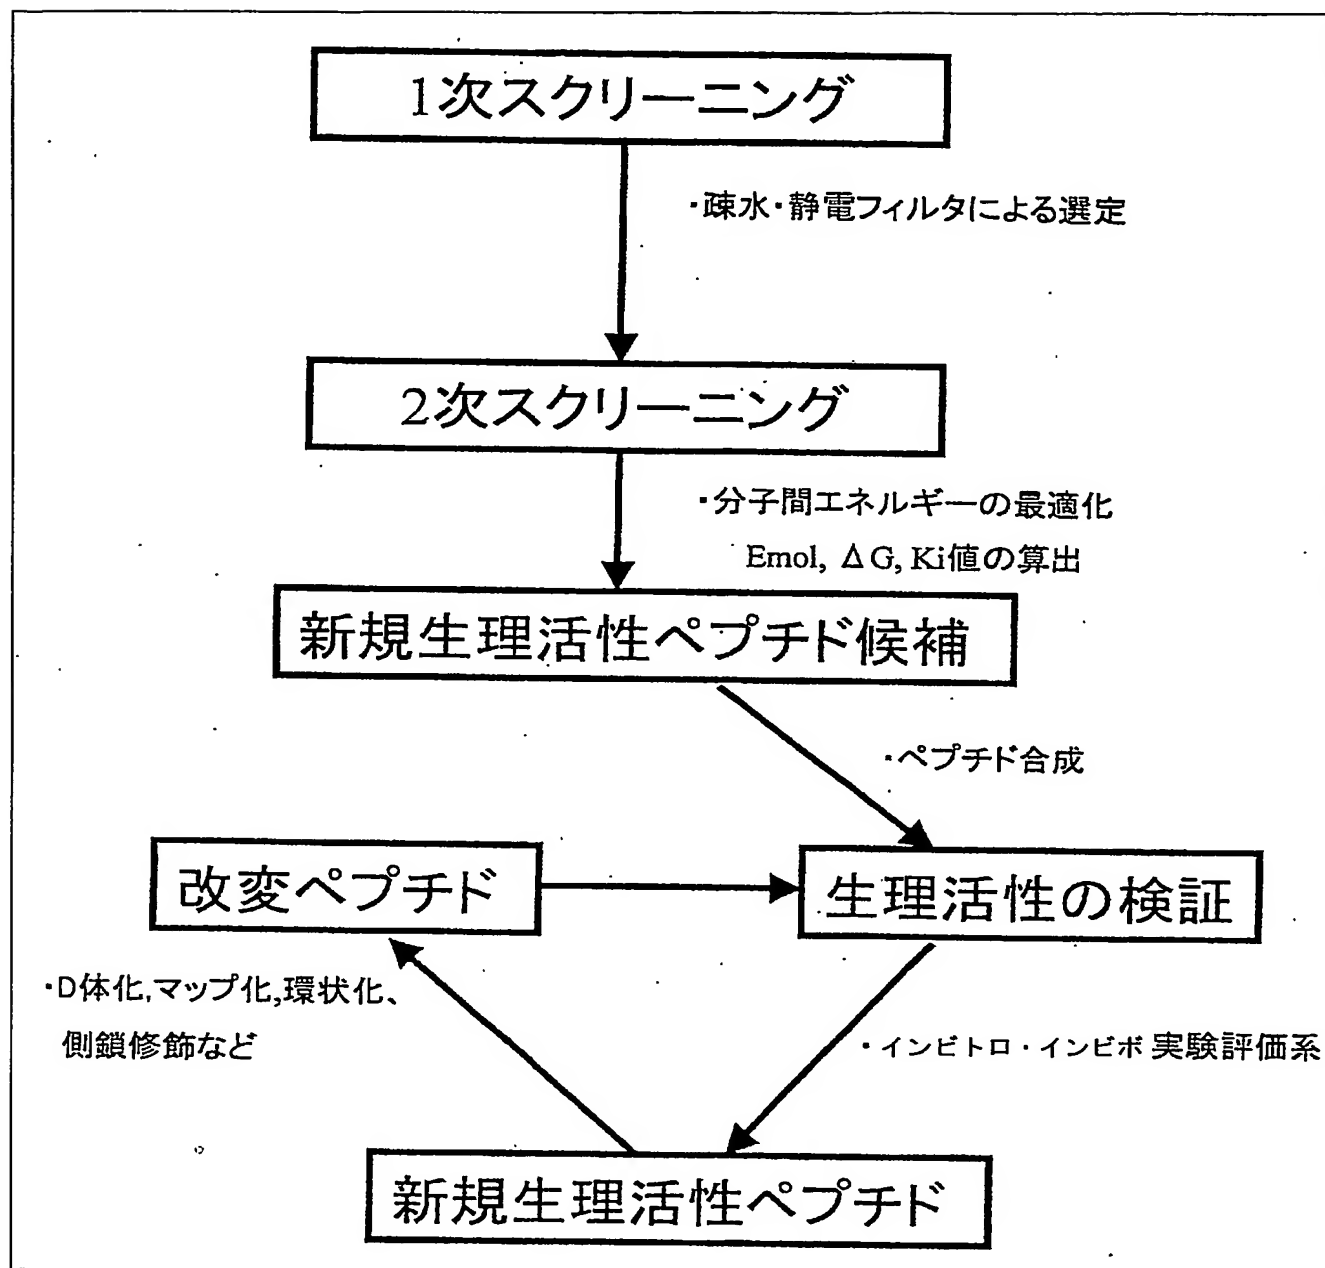 1次スクリーニング
・疎水・静電フィルタによる選定
2次スクリーニング
・分子間エネルギーの最適化
Emol, ΔG, Ki値の算出
新規生理活性ペプチド候補
・ペプチド合成
改変ペプチド
生理活性の検証
・D体化,マップ化,環状化、
側鎖修飾など
・インビトロ・インビボ 実験評価系
新規生理活性ペプチド